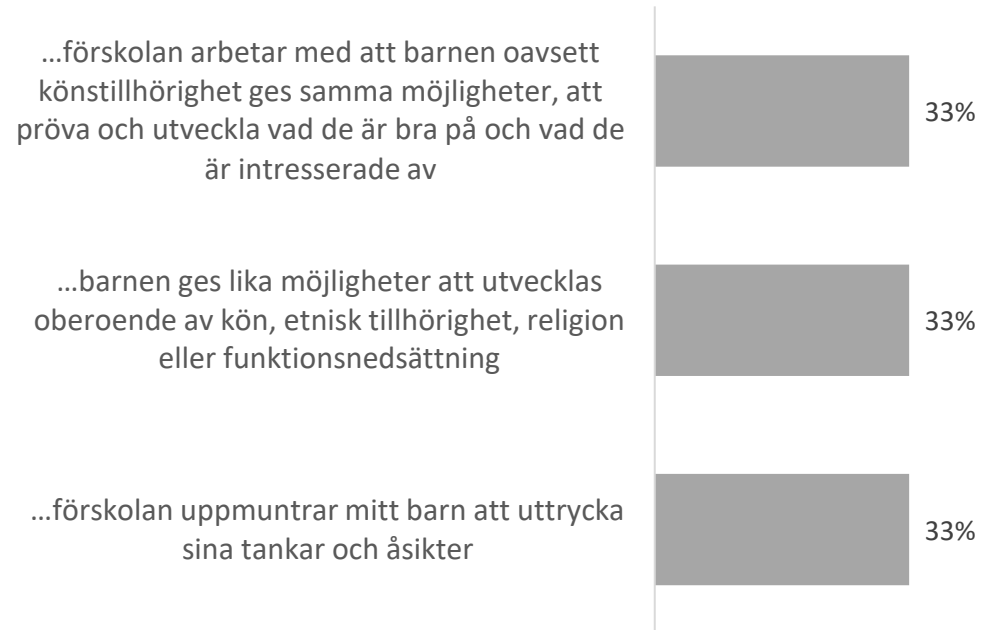 …förskolan arbetar med att barnen oavsett
könstillhörighet ges samma möjligheter, att
pröva och utveckla vad de är bra på och vad de
är intresserade av
33%
…barnen ges lika möjligheter att utvecklas
oberoende av kön, etnisk tillhörighet, religion
eller funktionsnedsättning
33%
…förskolan uppmuntrar mitt barn att uttrycka
sina tankar och åsikter
33%